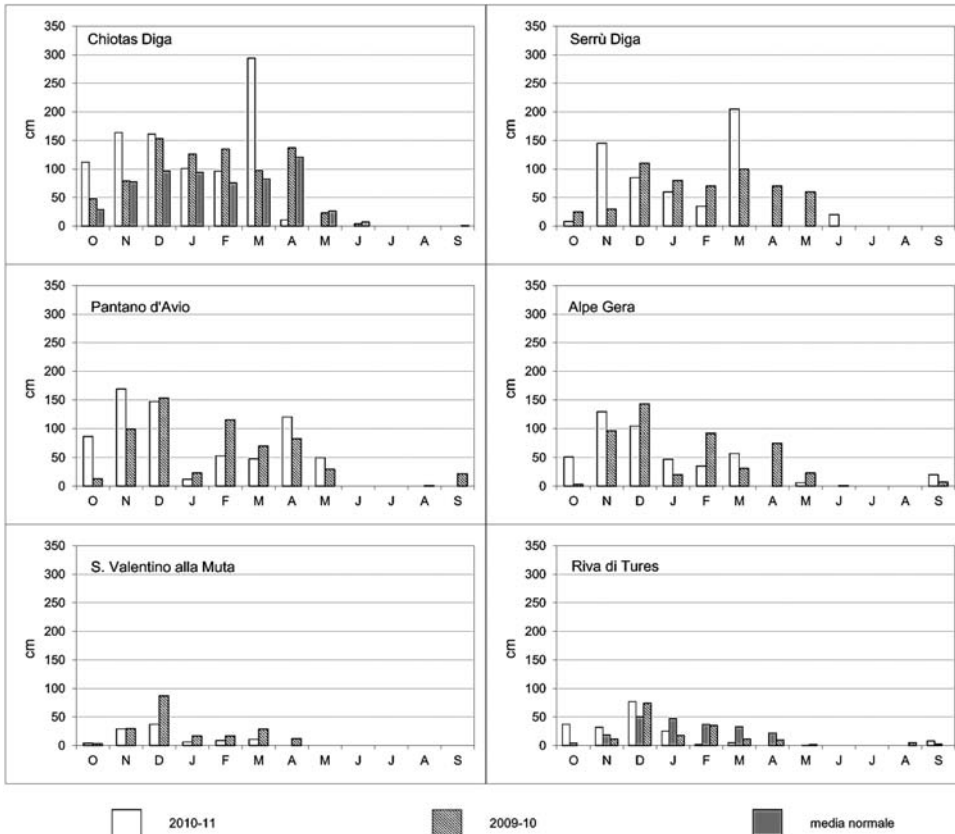 Chiotas Diga
350
300
250
200
150
100
50
0
cm
O N D J F M A M J J A S
Serrù Diga
350
300
250
200
150
100
50
0
cm
O N D J F M A M J J A S
Pantano d'Avio
350
300
250
200
150
100
50
0
cm
O N D J F M A M J J A S
Alpe Gera
350
300
250
200
150
100
50
0
cm
O N D J F M A M J J A S
S. Valentino alla Muta
350
300
250
200
150
100
50
0
cm
O N D J F M A M J J A S
Riva di Tures
350
300
250
200
150
100
50
0
cm
O N D J F M A M J J A S
2010-11 2009-10 media normale